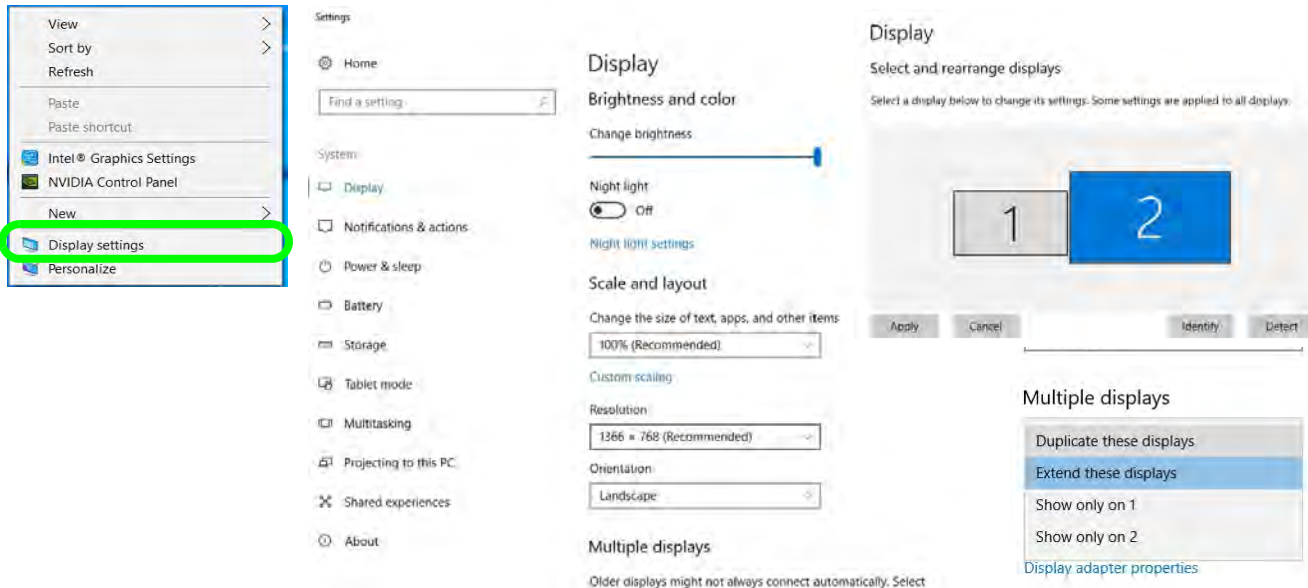 View
Sort by
Refresh
Paste
Paste shortcut
Intel® Graphics Settings
NVIDIA Control Panel
New
Display settings
Personalize
Settings
Home
Find a setting
System
Display
Notifications & actions
Power & sleep
Battery
Storage
Tablet mode
Multitasking
Projecting to this PC
Shared experiences
About
Display
Brightness and color
Change brightness
Night light
Off
Night light settings
Scale and layout
Change the size of text, apps, and other items
100% (Recommended)
Custom scaling
Resolution
1366 × 768 (Recommended)
Orientation
Landscape
Multiple displays
Older displays might not always connect automatically. Select
Display
Select and rearrange displays
Select a display below to change its settings. Some settings are applied to all displays.
1
2
Apply
Cancel
Identify
Detect
Multiple displays
Duplicate these displays
Extend these displays
Show only on 1
Show only on 2
Display adapter properties